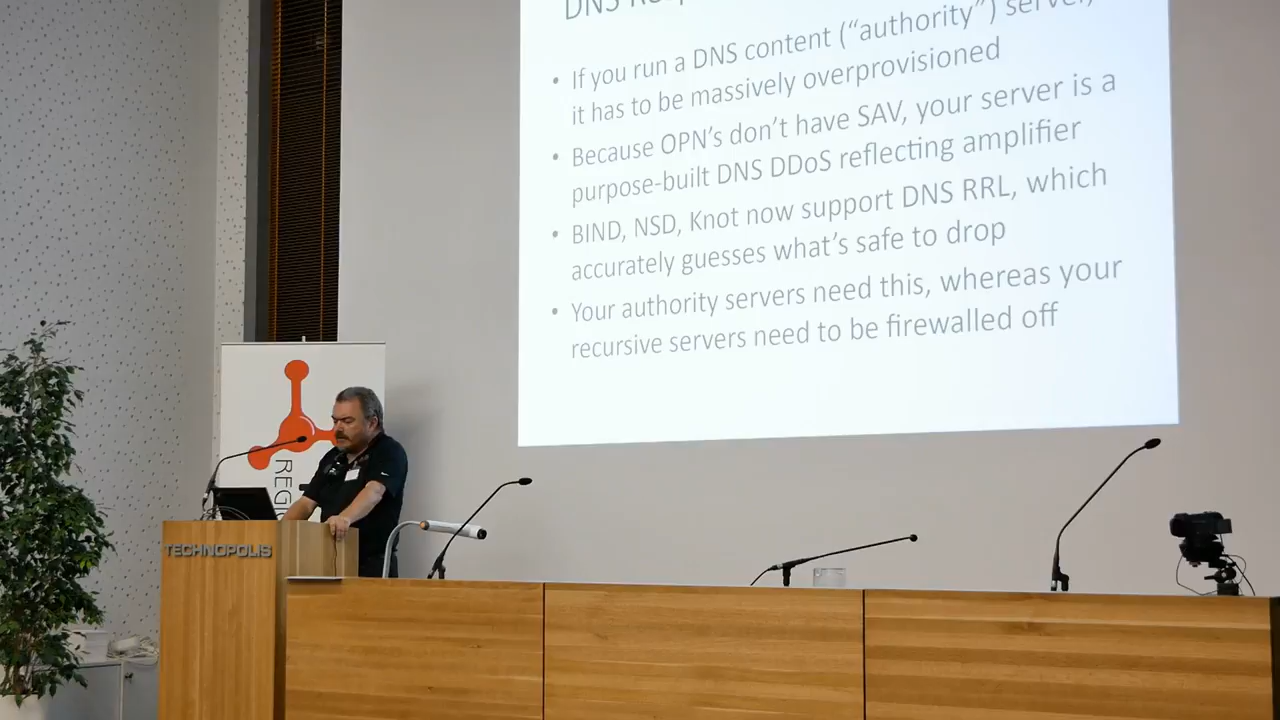 DNS
• If you run a DNS content (“authority”) server,
it has to be massively overprovisioned
• Because OPN’s don’t have SAV, your server is a
purpose-built DNS DDoS reflecting amplifier
• BIND, NSD, Knot now support DNS RRL, which
accurately guesses what’s safe to drop
• Your authority servers need this, whereas your
recursive servers need to be firewalled off
REG
TECHNOPOLIS